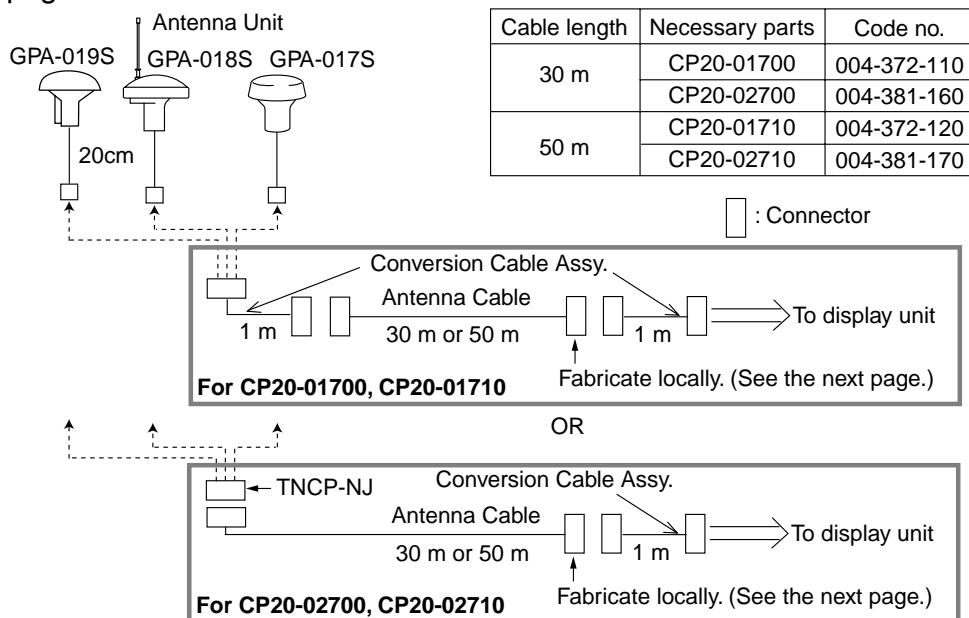 Antenna Unit
GPA-019S GPA-018S GPA-017S
20cm
Cable length Necessary parts Code no.
30 m CP20-01700 004-372-110
CP20-02700 004-381-160
50 m CP20-01710 004-372-120
CP20-02710 004-381-170
: Connector
Conversion Cable Assy.
Antenna Cable
1 m 30 m or 50 m 1 m To display unit
Fabricate locally. (See the next page.)
For CP20-01700, CP20-01710
OR
TNCP-NJ Conversion Cable Assy.
Antenna Cable
30 m or 50 m 1 m To display unit
Fabricate locally. (See the next page.)
For CP20-02700, CP20-02710